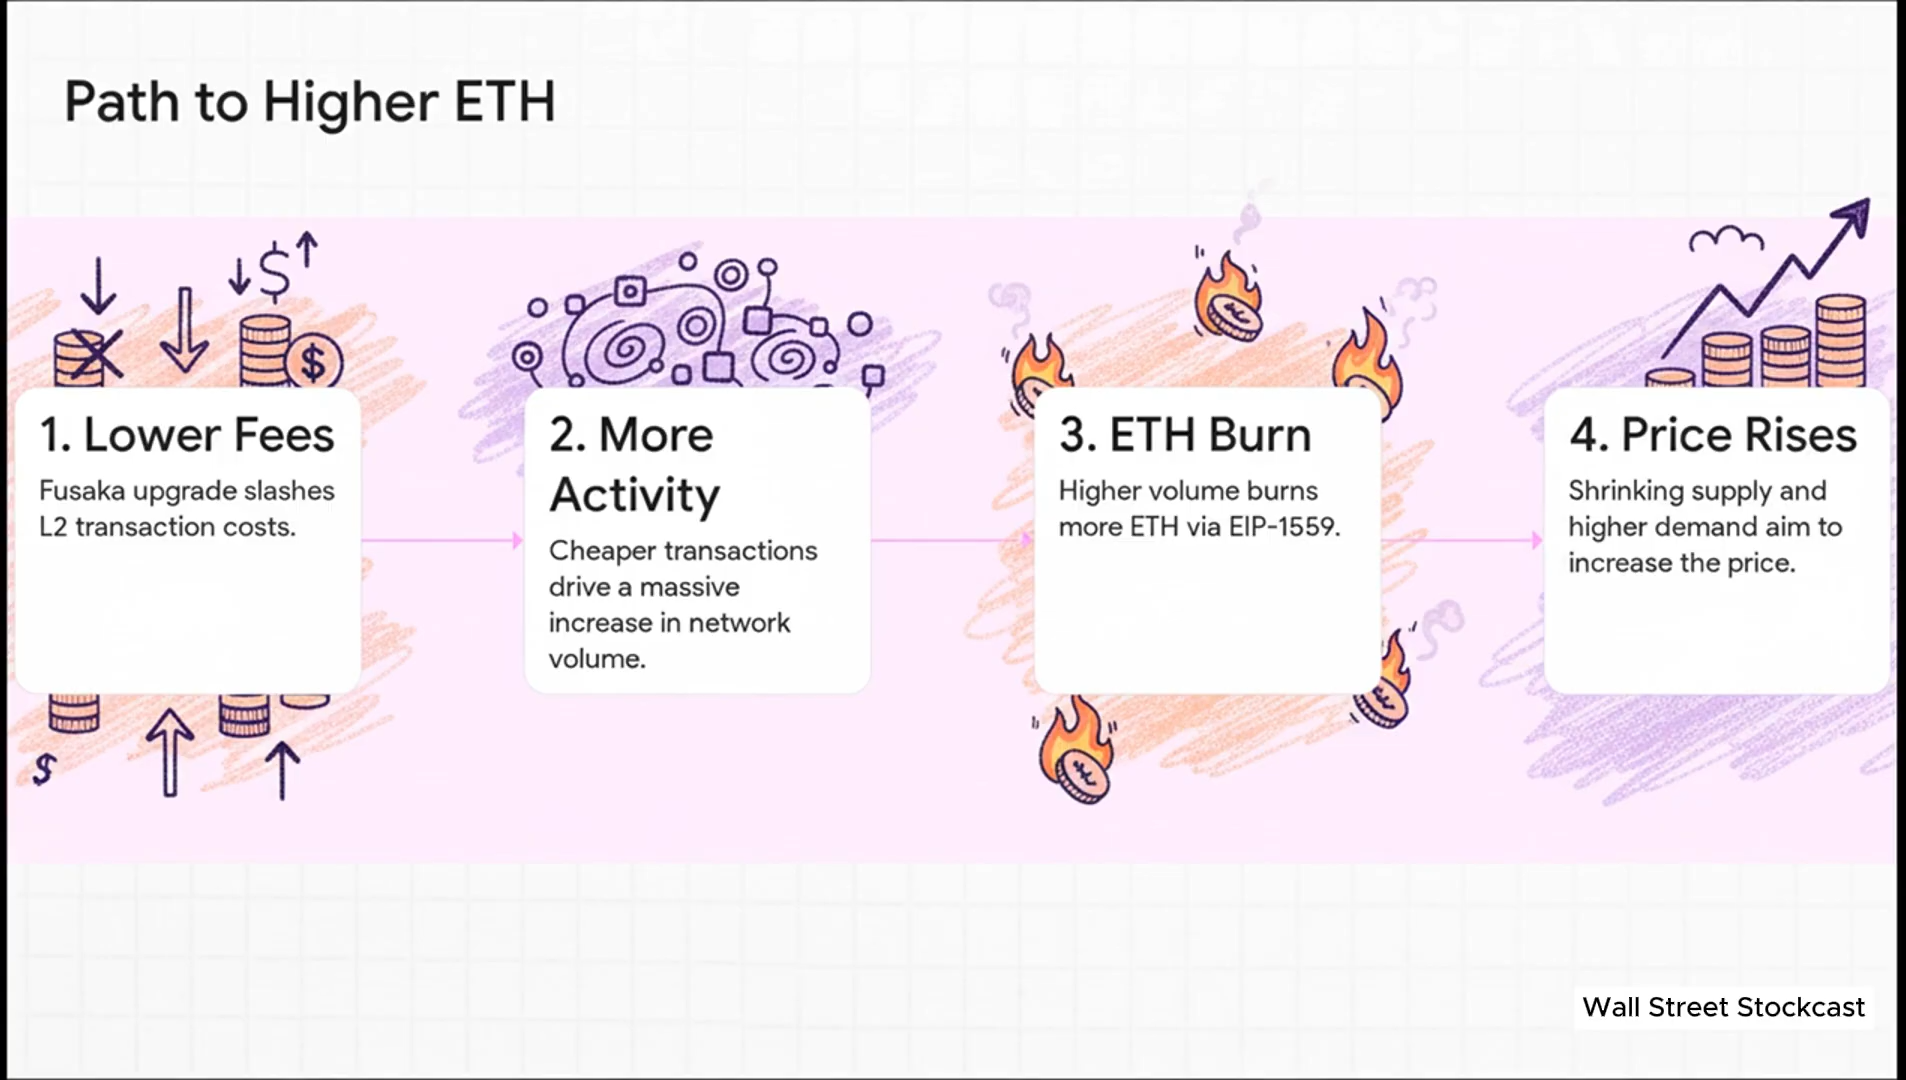 Path to Higher ETH
1. Lower Fees
Fusaka upgrade slashes
L2 transaction costs.
2. More
Activity
Cheaper transactions
drive a massive
increase in network
volume.
3. ETH Burn
Higher volume burns
more ETH via EIP-1559.
4. Price Rises
Shrinking supply and
higher demand aim to
increase the price.
Wall Street Stockcast